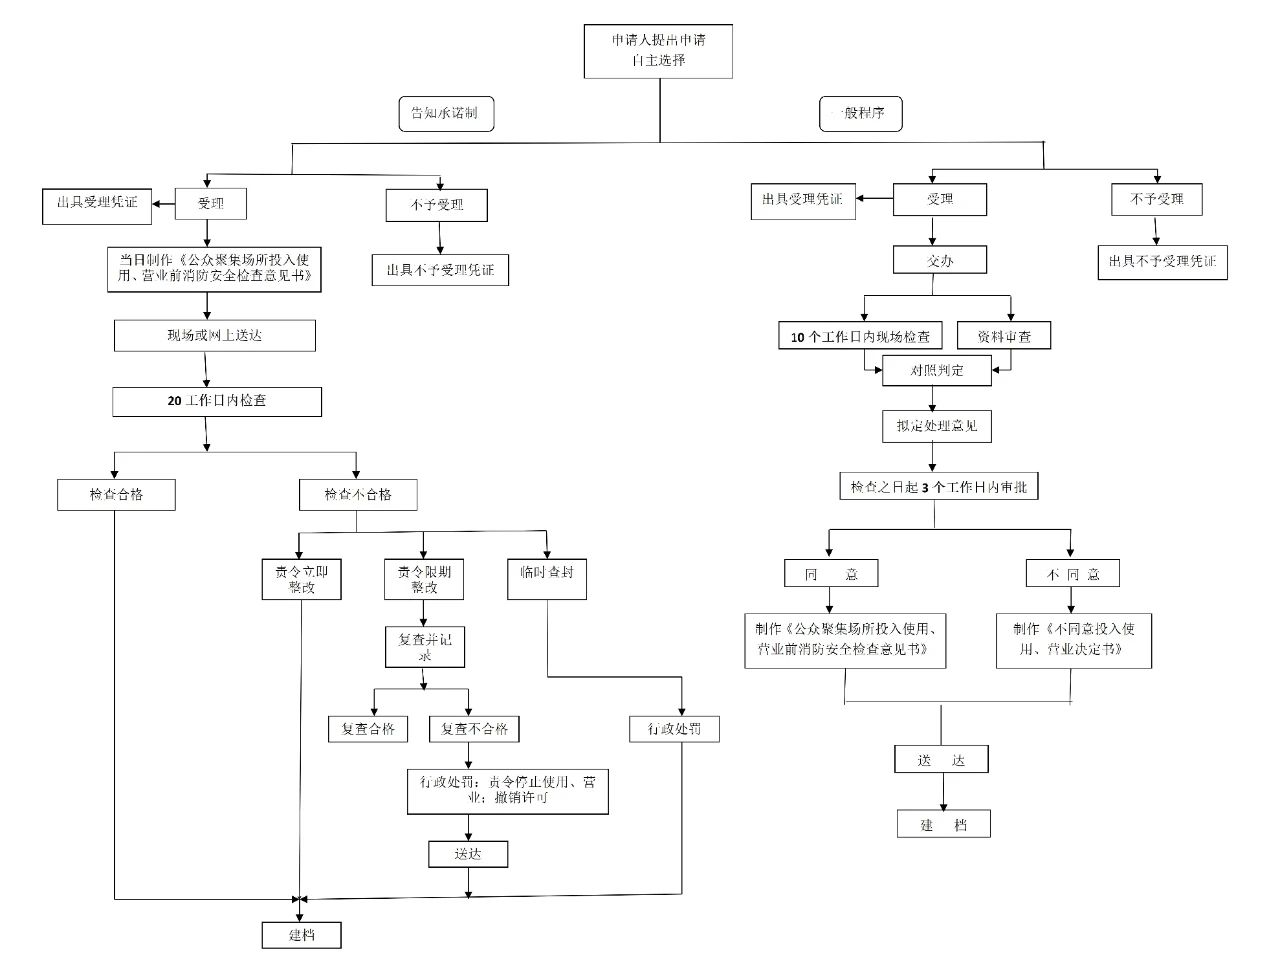 申请人提出申请
自主选择
告知承诺制
一般程序
出具受理凭证
受理
不予受理
出具受理凭证
受理
不予受理
当日制作《公众聚集场所投入使
用、营业前消防安全检查意见书》
出具不予受理凭证
交办
出具不予受理凭证
现场或网上送达
10 个工作日内现场检查
资料审查
对照判定
20 工作日内检查
拟定处理意见
检查合格
检查不合格
检查之日起 3 个工作日内审批
责令立即
整改
责令限期
整改
临时查封
同 意
不 同 意
复查并记
录
制作《公众聚集场所投入使用、
营业前消防安全检查意见书》
制作《不同意投入使
用、营业决定书》
复查合格
复查不合格
行政处罚
行政处罚；责令停止使用、营
业；撤销许可
送 达
送达
建 档
建档